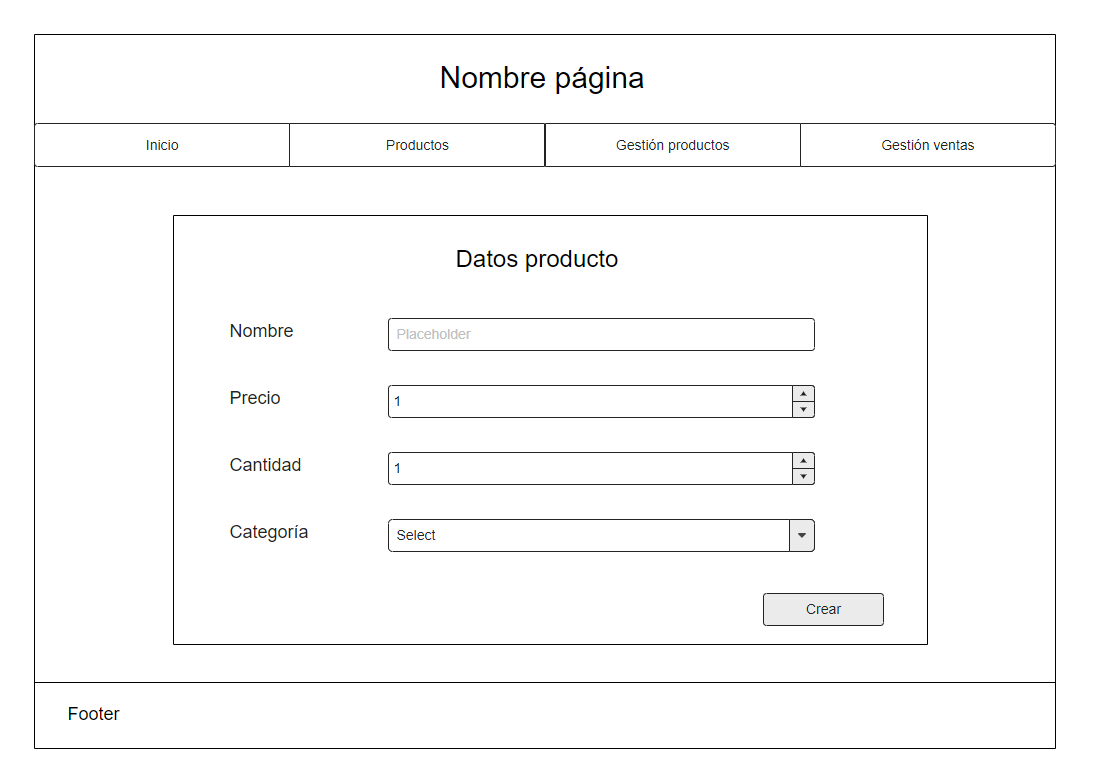 Nombre página
Inicio Productos Gestión productos Gestión ventas
Datos producto
Nombre Placeholder
Precio 1
Cantidad 1
Categoría Select
Crear
Footer